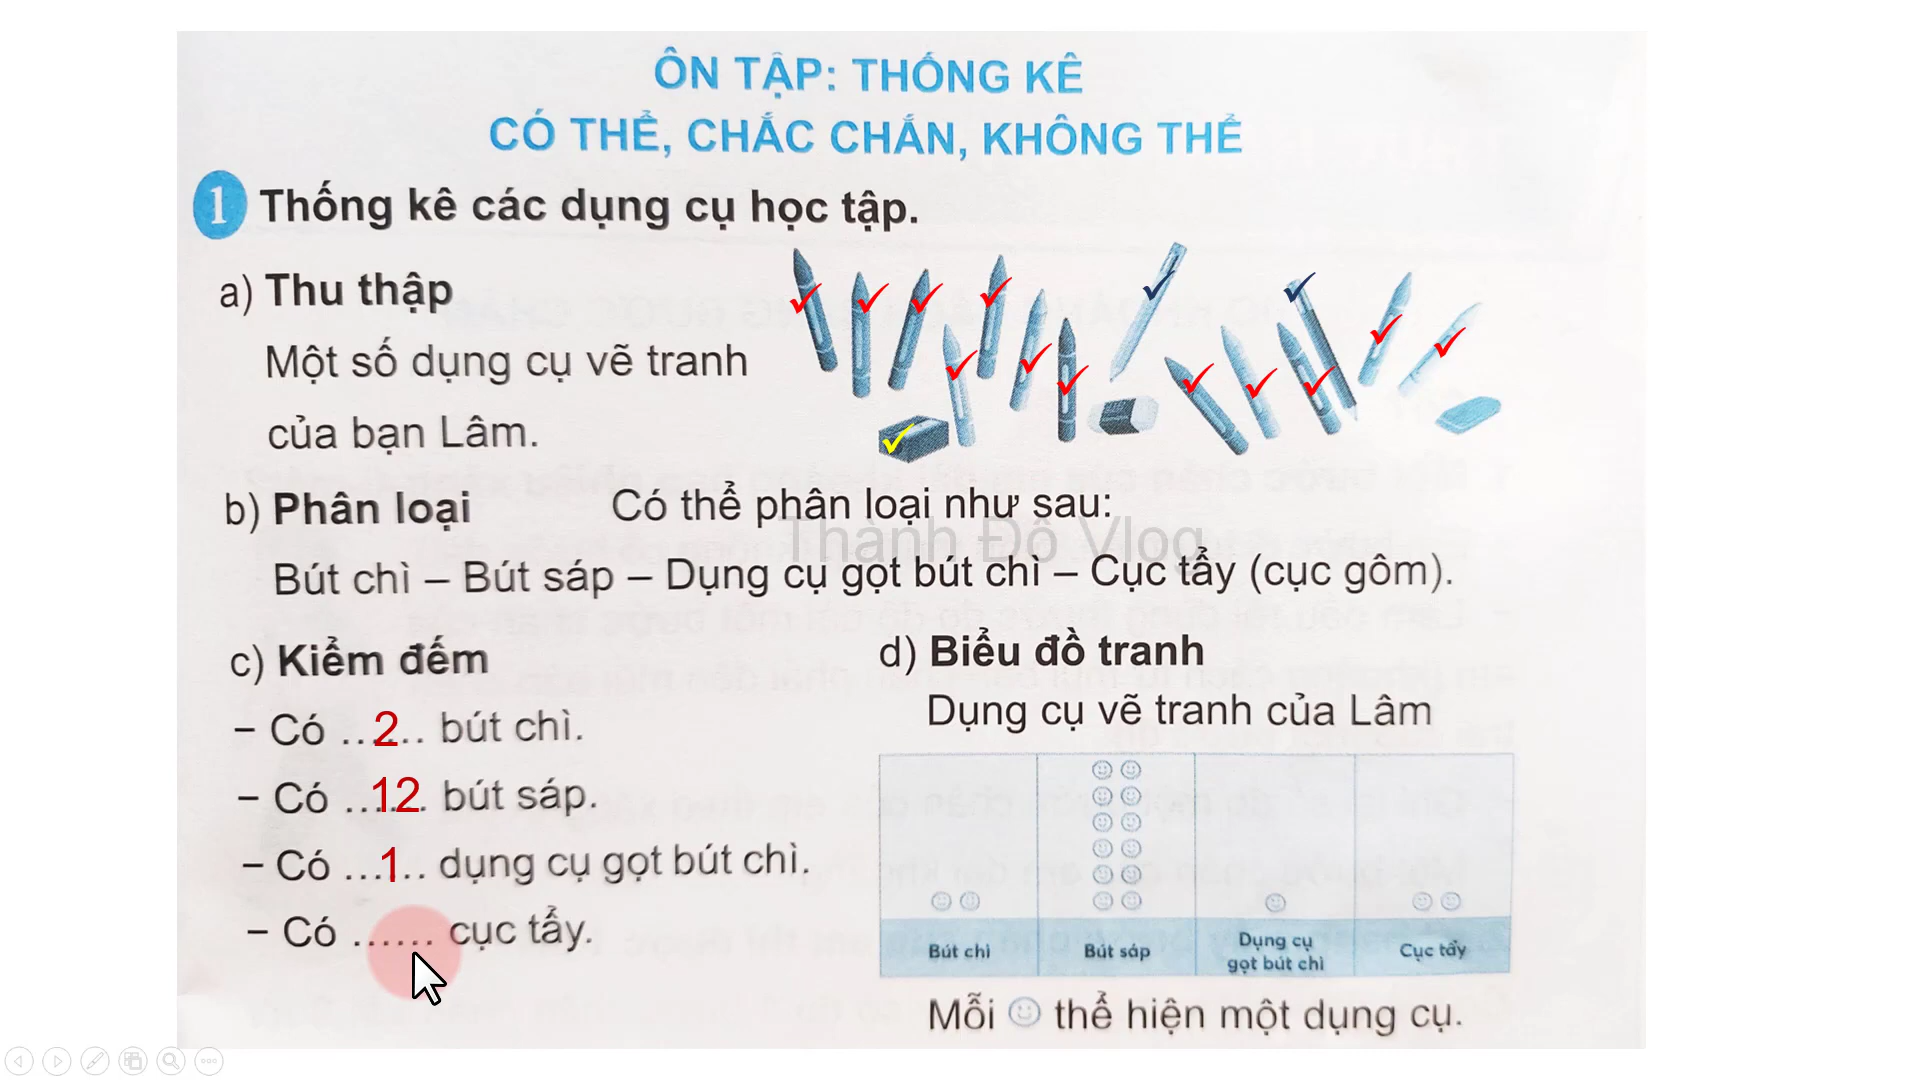 ÔN TẬP: THỐNG KÊ
CÓ THỂ, CHẮC CHẮN, KHÔNG THỂ
1 Thống kê các dụng cụ học tập.
a) Thu thập
Một số dụng cụ vẽ tranh
của bạn Lâm.
b) Phân loại Có thể phân loại như sau:
Thành Đô Vlog
Bút chì – Bút sáp – Dụng cụ gọt bút chì – Cục tẩy (cục gôm).
c) Kiểm đếm
– Có ...2... bút chì.
– Có ...12... bút sáp.
– Có ...1... dụng cụ gọt bút chì.
– Có ...... cục tẩy.
d) Biểu đồ tranh
Dụng cụ vẽ tranh của Lâm
Bút chì Bút sáp Dụng cụ gọt bút chì Cục tẩy
Mỗi ☺ thể hiện một dụng cụ.